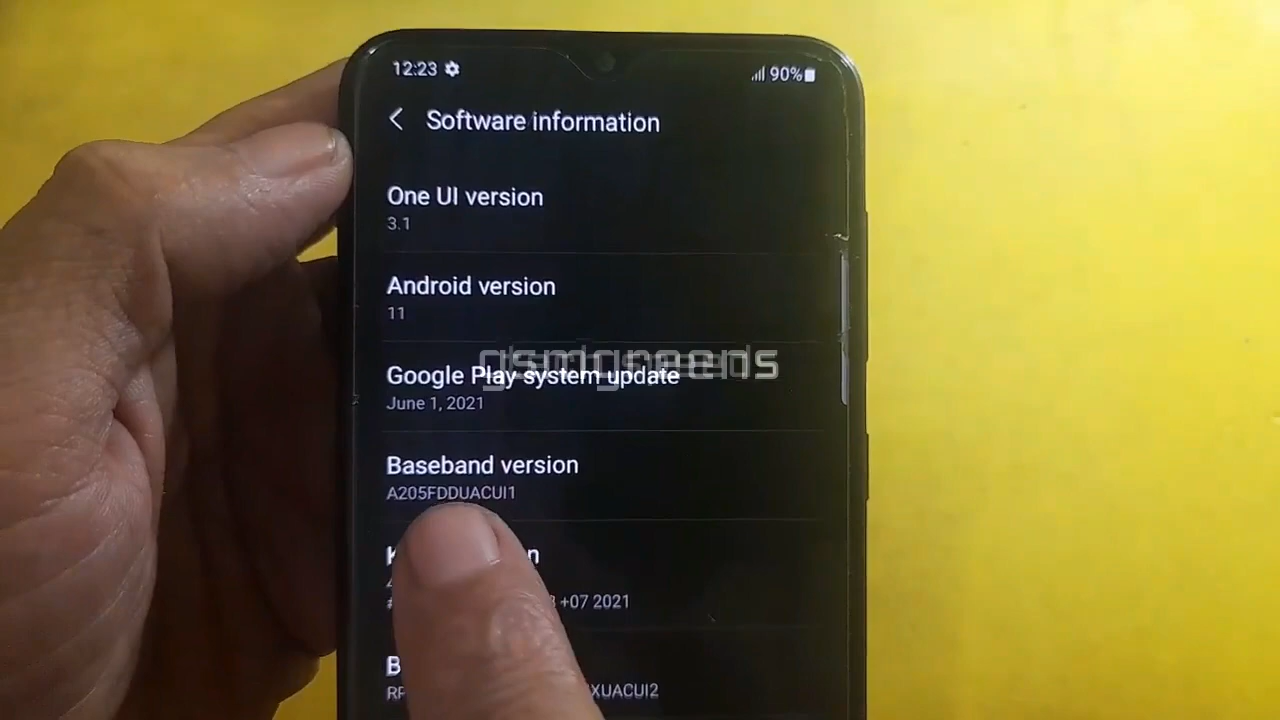 12:23
90%
Software information
One UI version
3.1
Android version
11
gsmgreens
Google Play system update
June 1, 2021
Baseband version
A205FDDUACUI1
+07 2021
XUACUI2